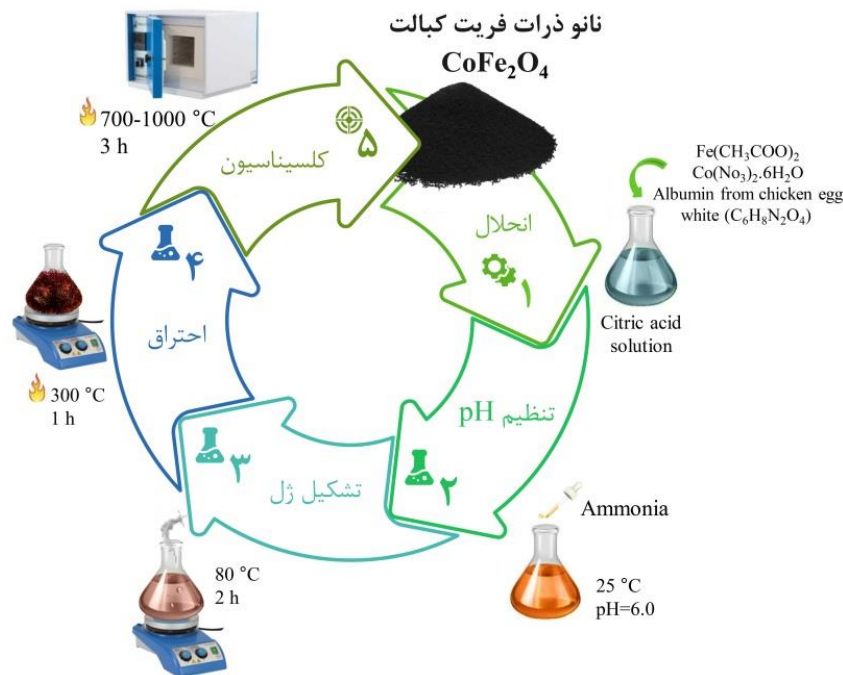 نانو ذرات فریت کبالت
CoFe₂O₄
Fe(CH₃COO)₂
Co(No₃)₂.6H₂O
Albumin from chicken egg
white (C₆H₈N₂O₄)
Citric acid
solution
انحلال
۱
تنظیم pH
۲
Ammonia
25 °C
pH=6.0
۳
تشکیل ژل
80 °C
2 h
۴
احتراق
300 °C
1 h
۵
کلسیناسیون
700-1000 °C
3 h